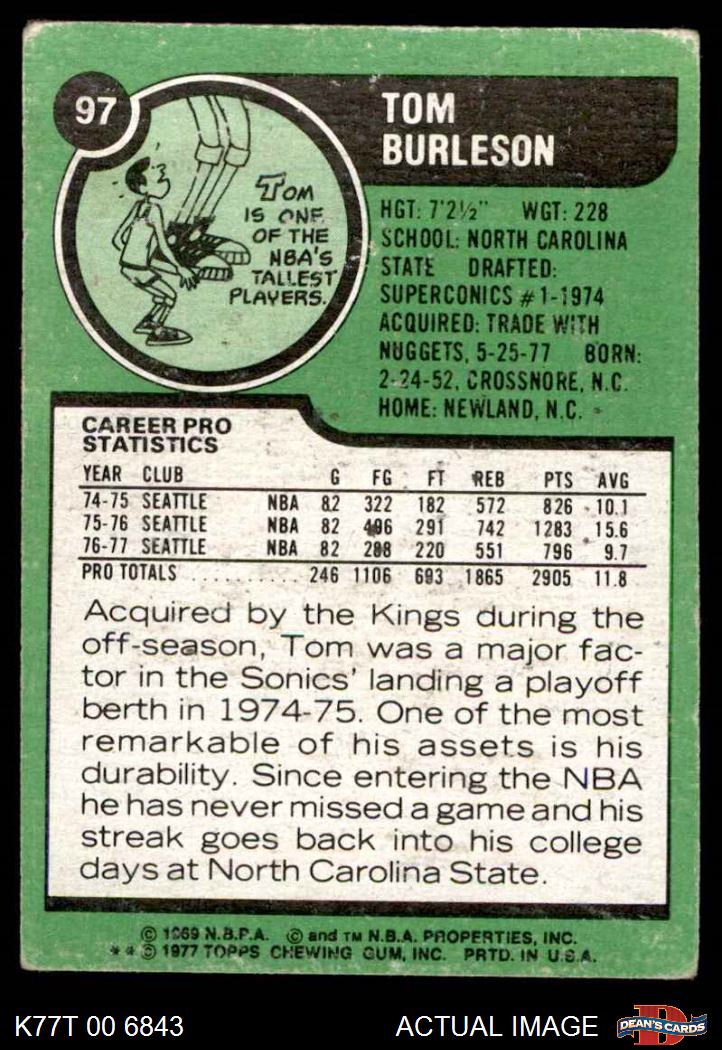 97
TOM
BURLESON
TOM
IS ONE
OF THE
NBA'S
TALLEST
PLAYERS.
HGT: 7'2½" WGT: 228
SCHOOL: NORTH CAROLINA
STATE DRAFTED:
SUPERCONICS #1-1974
ACQUIRED: TRADE WITH
NUGGETS, 5-25-77 BORN:
2-24-52, CROSSNORE, N.C.
HOME: NEWLAND, N.C.
CAREER PRO
STATISTICS
YEAR CLUB G FG FT REB PTS AVG
74-75 SEATTLE NBA 82 322 182 572 826 10.1
75-76 SEATTLE NBA 82 496 291 742 1283 15.6
76-77 SEATTLE NBA 82 288 220 551 796 9.7
PRO TOTALS .......... 246 1106 693 1865 2905 11.8
Acquired by the Kings during the
off-season, Tom was a major fac-
tor in the Sonics' landing a playoff
berth in 1974-75. One of the most
remarkable of his assets is his
durability. Since entering the NBA
he has never missed a game and his
streak goes back into his college
days at North Carolina State.
© 1969 N.B.P.A. © and TM N.B.A. PROPERTIES, INC.
** © 1977 TOPPS CHEWING GUM, INC. PRTD. IN U.S.A.
K77T 00 6843 ACTUAL IMAGE
D
DEAN'S CARDS